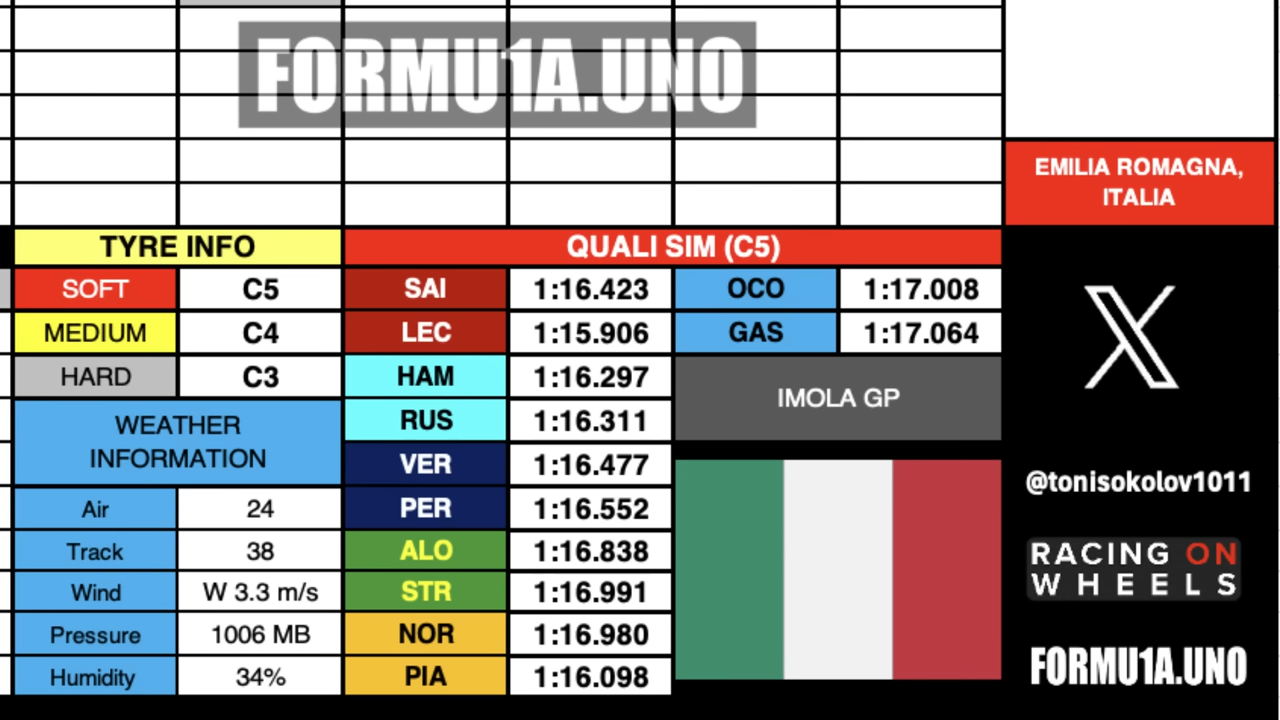 FORMU1A.UNO
EMILIA ROMAGNA,
ITALIA
TYRE INFO QUALI SIM (C5)
SOFT C5 SAI 1:16.423 OCO 1:17.008
MEDIUM C4 LEC 1:15.906 GAS 1:17.064
HARD C3 HAM 1:16.297
IMOLA GP
WEATHER
INFORMATION
RUS 1:16.311
VER 1:16.477
Air 24 PER 1:16.552
Track 38 ALO 1:16.838
Wind W 3.3 m/s STR 1:16.991
Pressure 1006 MB NOR 1:16.980
Humidity 34% PIA 1:16.098
X
@tonisokolov1011
RACING ON
WHEELS
FORMU1A.UNO